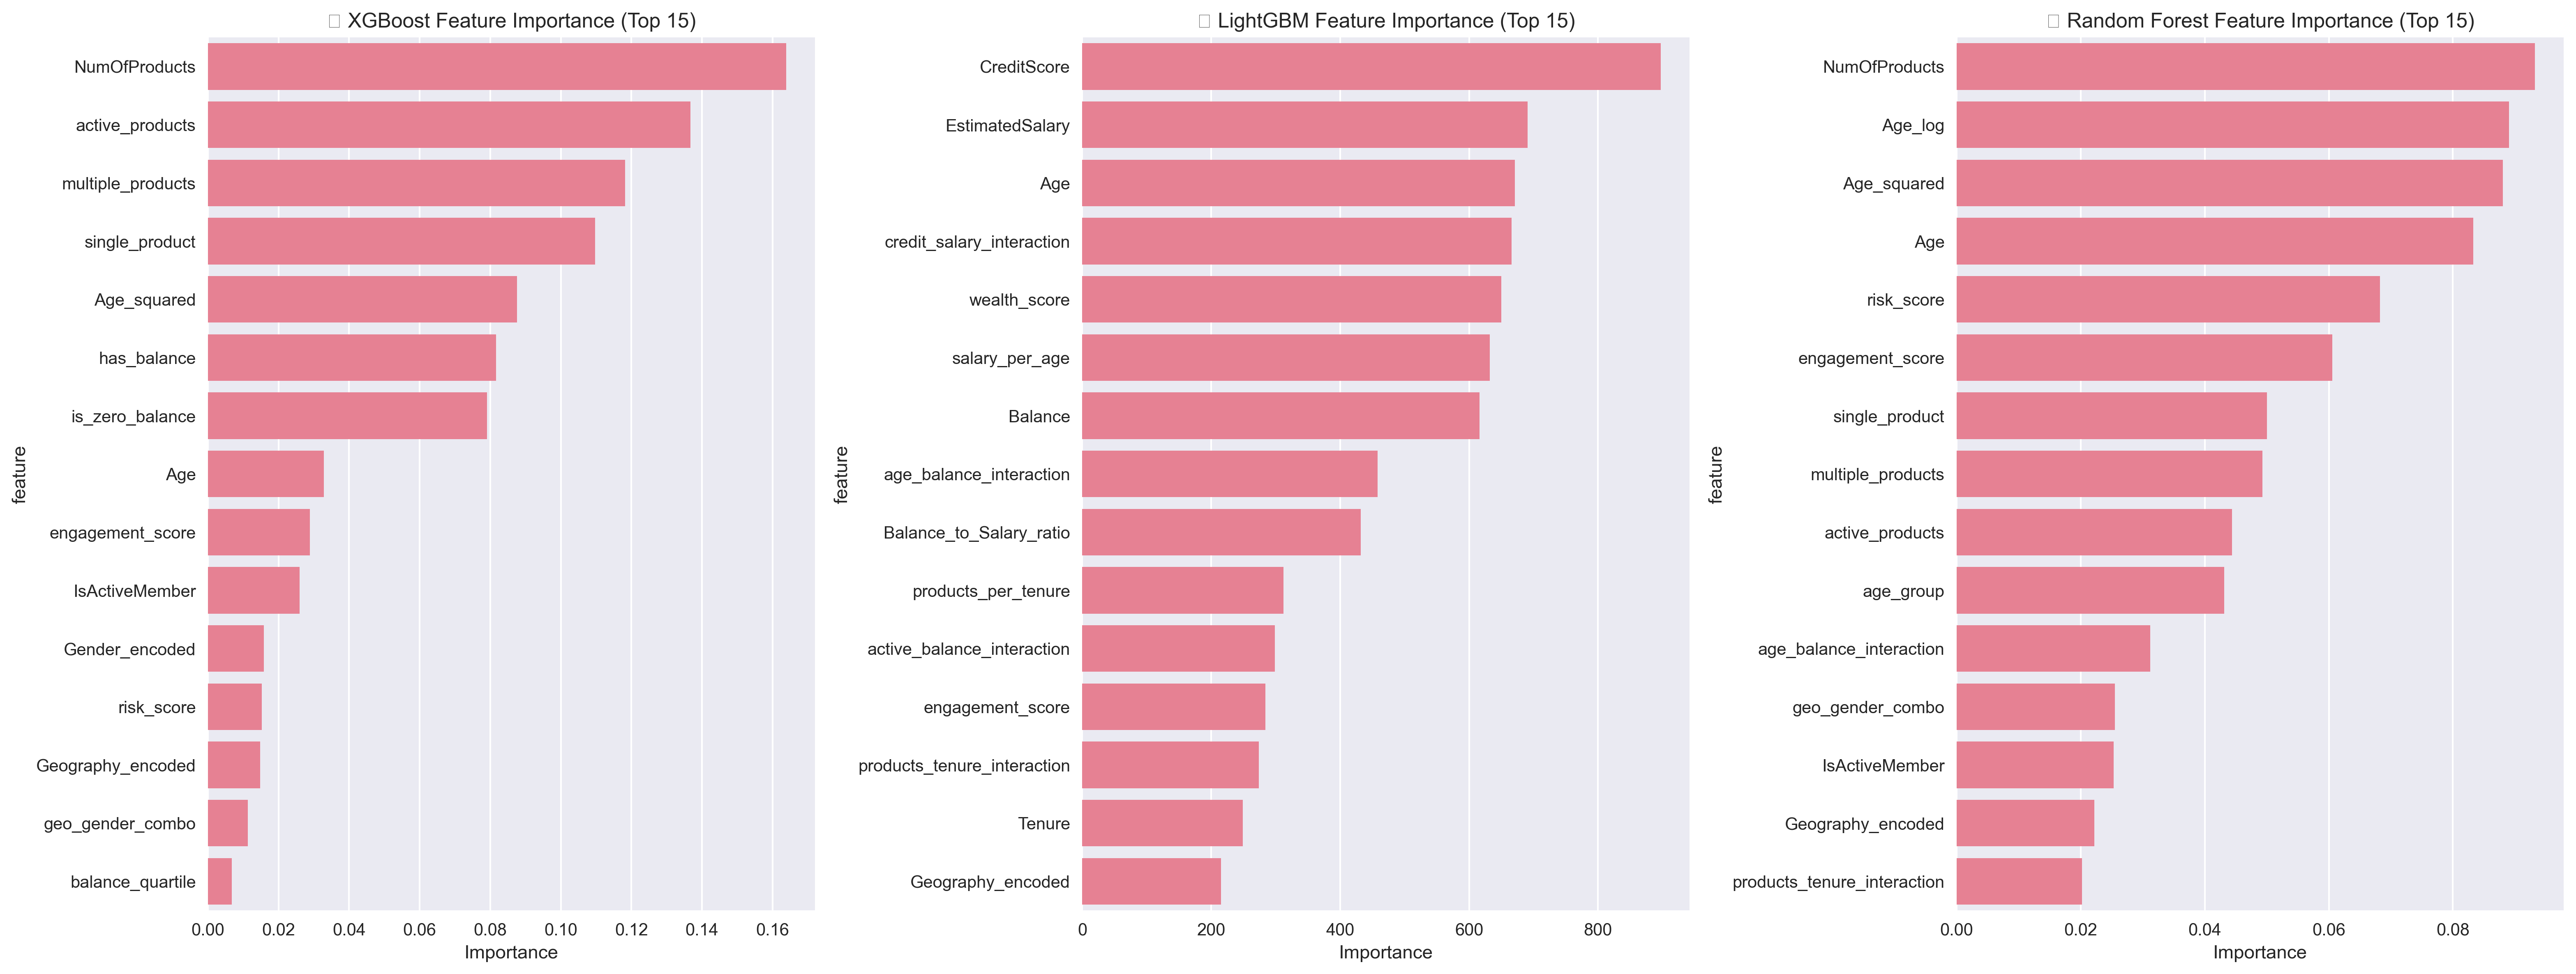 XGBoost Feature Importance (Top 15)
feature
NumOfProducts
active_products
multiple_products
single_product
Age_squared
has_balance
is_zero_balance
Age
engagement_score
IsActiveMember
Gender_encoded
risk_score
Geography_encoded
geo_gender_combo
balance_quartile
0.00 0.02 0.04 0.06 0.08 0.10 0.12 0.14 0.16
Importance
LightGBM Feature Importance (Top 15)
feature
CreditScore
EstimatedSalary
Age
credit_salary_interaction
wealth_score
salary_per_age
Balance
age_balance_interaction
Balance_to_Salary_ratio
products_per_tenure
active_balance_interaction
engagement_score
products_tenure_interaction
Tenure
Geography_encoded
0 200 400 600 800
Importance
Random Forest Feature Importance (Top 15)
feature
NumOfProducts
Age_log
Age_squared
Age
risk_score
engagement_score
single_product
multiple_products
active_products
age_group
age_balance_interaction
geo_gender_combo
IsActiveMember
Geography_encoded
products_tenure_interaction
0.00 0.02 0.04 0.06 0.08
Importance